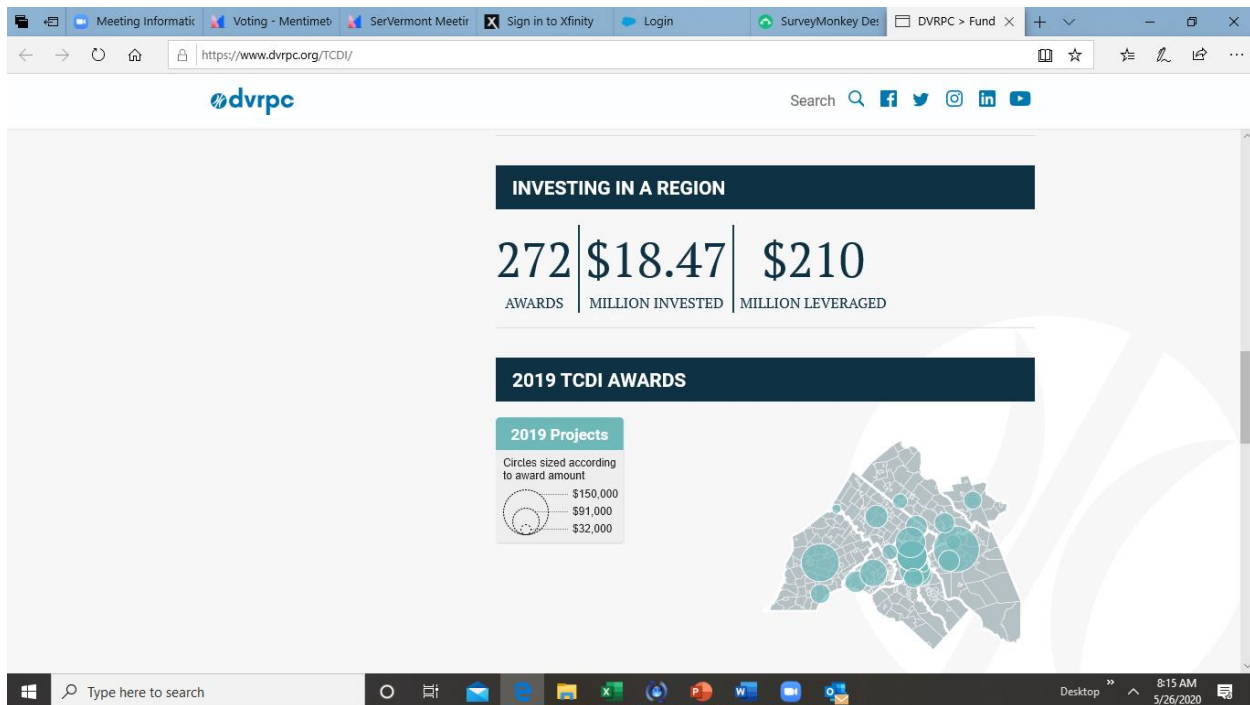 Meeting Informatic
Voting - Mentimet
SerVermont Meetir
X Sign in to Xfinity
Login
SurveyMonkey Des
DVRPC > Fund
https://www.dvrpc.org/TCDI/
dvrpc
Search
INVESTING IN A REGION
272 $18.47 $210
AWARDS MILLION INVESTED MILLION LEVERAGED
2019 TCDI AWARDS
2019 Projects
Circles sized according
to award amount
$150,000
$91,000
$32,000
Type here to search
Desktop
8:15 AM
5/26/2020